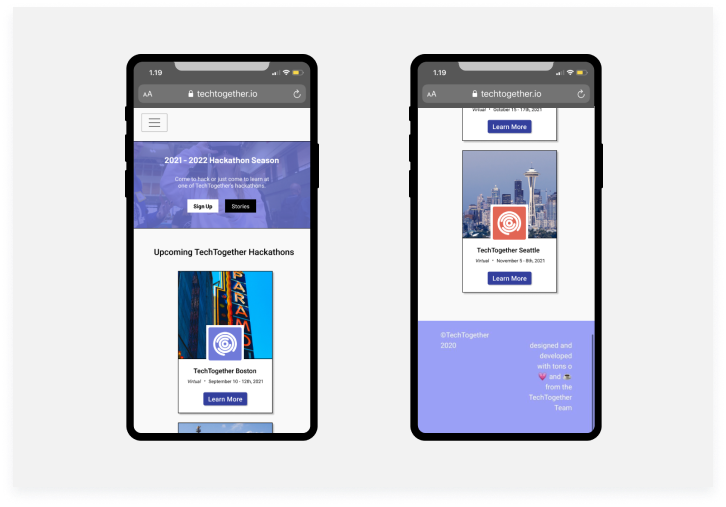 1.19
AA techtogether.io
2021 - 2022 Hackathon Season
Come to hack or just come to learn at
one of TechTogether's hackathons.
Sign Up Stories
Upcoming TechTogether Hackathons
PARAMO
TechTogether Boston
Virtual • September 10 - 12th, 2021
Learn More
1.19
AA techtogether.io
Virtual • October 15 - 17th, 2021
Learn More
TechTogether Seattle
Virtual • November 5 - 8th, 2021
Learn More
©TechTogether
2020
designed and
developed
with tons o
and
from the
TechTogether
Team